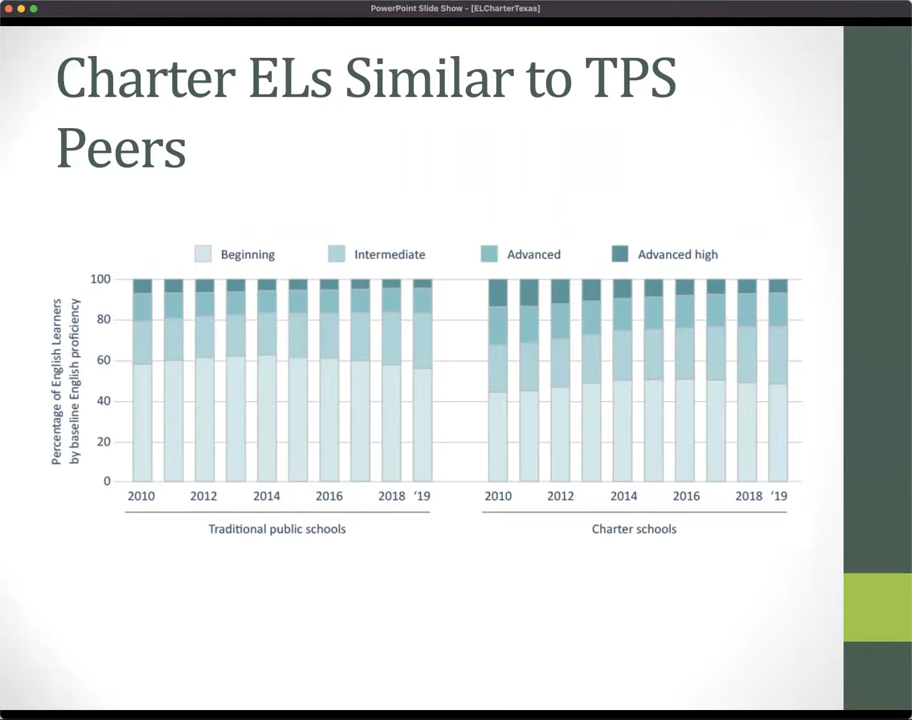 PowerPoint Slide Show - [ELCharterTexas]
Charter ELs Similar to TPS
Peers
Beginning Intermediate Advanced Advanced high
Percentage of English Learners
by baseline English proficiency
100
80
60
40
20
0
2010 2012 2014 2016 2018 ‘19
Traditional public schools
2010 2012 2014 2016 2018 ‘19
Charter schools